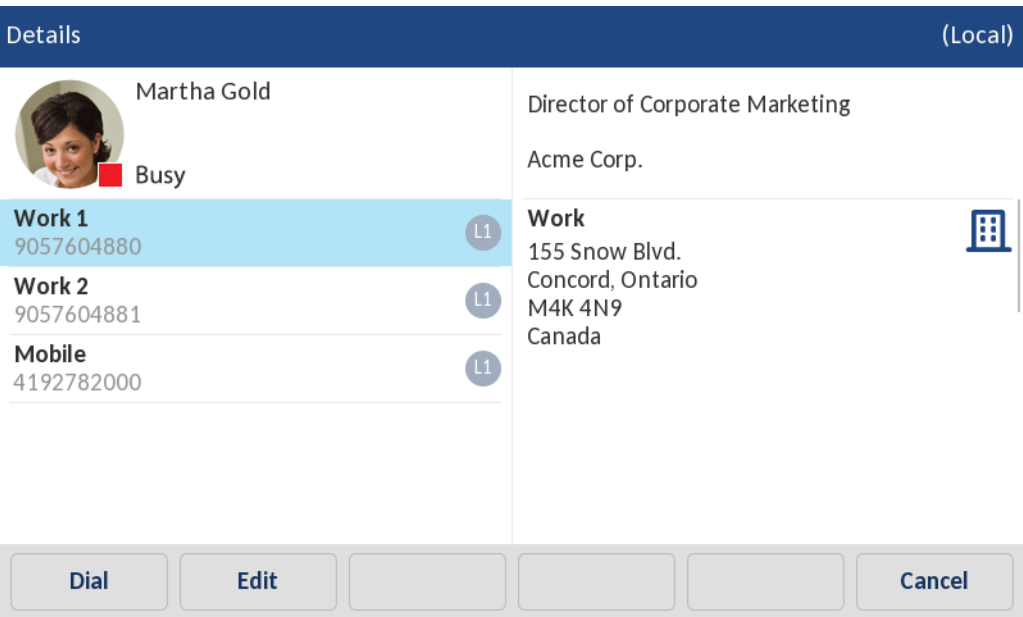 Details
(Local)
Martha Gold
Busy
Work 1
9057604880
L1
Work 2
9057604881
L1
Mobile
4192782000
L1
Director of Corporate Marketing
Acme Corp.
Work
155 Snow Blvd.
Concord, Ontario
M4K 4N9
Canada
Dial
Edit
Cancel